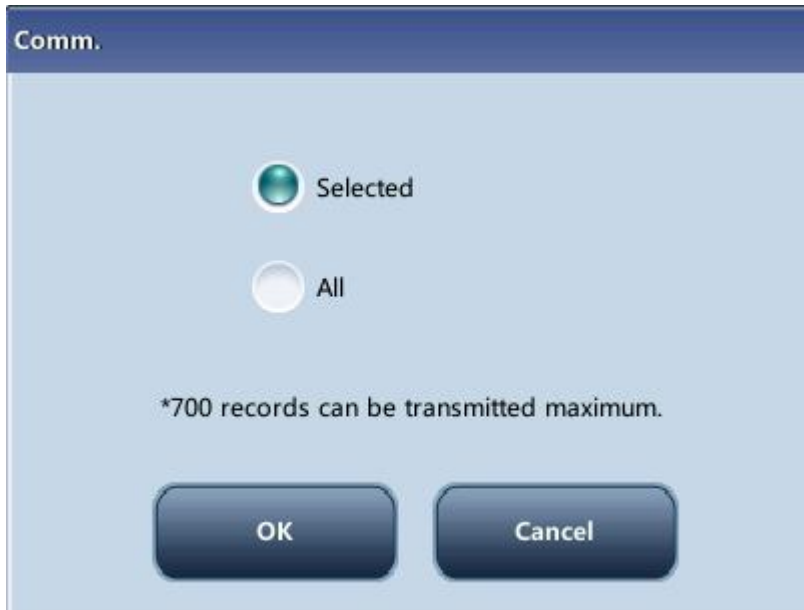 Comm.
Selected
All
*700 records can be transmitted maximum.
OK
Cancel